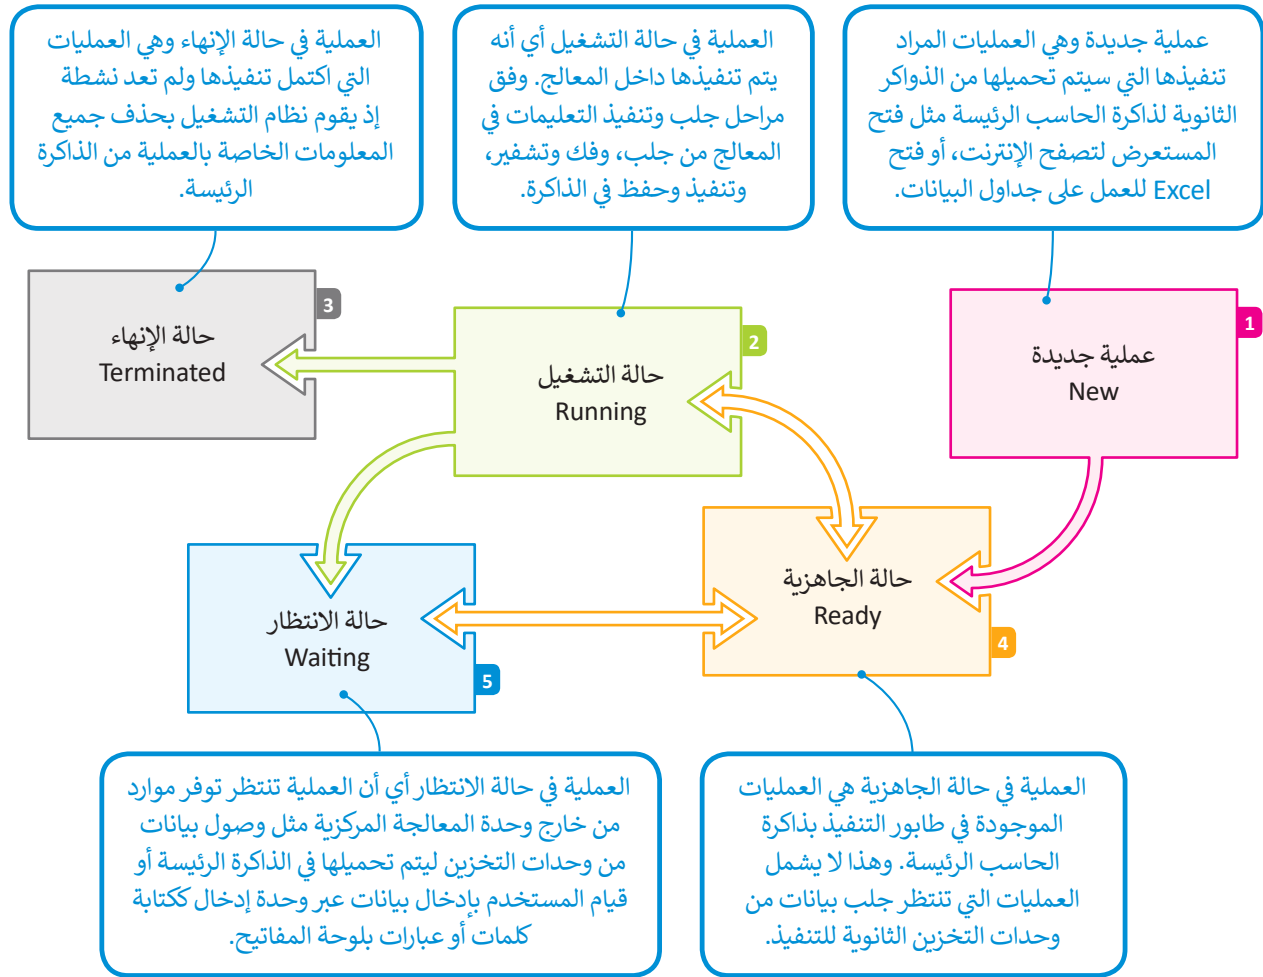 عملية جديدة وهي العمليات المراد
تنفيذها التي سيتم تحميلها من الذواكر
الثانوية لذاكرة الحاسب الرئيسة مثل فتح
المستعرض لتصفح الإنترنت، أو فتح
Excel للعمل على جداول البيانات.
العملية في حالة التشغيل أي أنه
يتم تنفيذها داخل المعالج. وفق
مراحل جلب وتنفيذ التعليمات في
المعالج من جلب، وفك وتشفير،
وتنفيذ وحفظ في الذاكرة.
العملية في حالة الإنهاء وهي العمليات
التي اكتمل تنفيذها ولم تعد نشطة
إذ يقوم نظام التشغيل بحذف جميع
المعلومات الخاصة بالعملية من الذاكرة
الرئيسة.
1
عملية جديدة
New
2
حالة التشغيل
Running
3
حالة الإنهاء
Terminated
4
حالة الجاهزية
Ready
5
حالة الانتظار
Waiting
العملية في حالة الجاهزية هي العمليات
الموجودة في طابور التنفيذ بذاكرة
الحاسب الرئيسة. وهذا لا يشمل
العمليات التي تنتظر جلب بيانات من
وحدات التخزين الثانوية للتنفيذ.
العملية في حالة الانتظار أي أن العملية تنتظر توفر موارد
من خارج وحدة المعالجة المركزية مثل وصول بيانات
من وحدات التخزين ليتم تحميلها في الذاكرة الرئيسة أو
قيام المستخدم بإدخال بيانات عبر وحدة إدخال ككتابة
كلمات أو عبارات بلوحة المفاتيح.